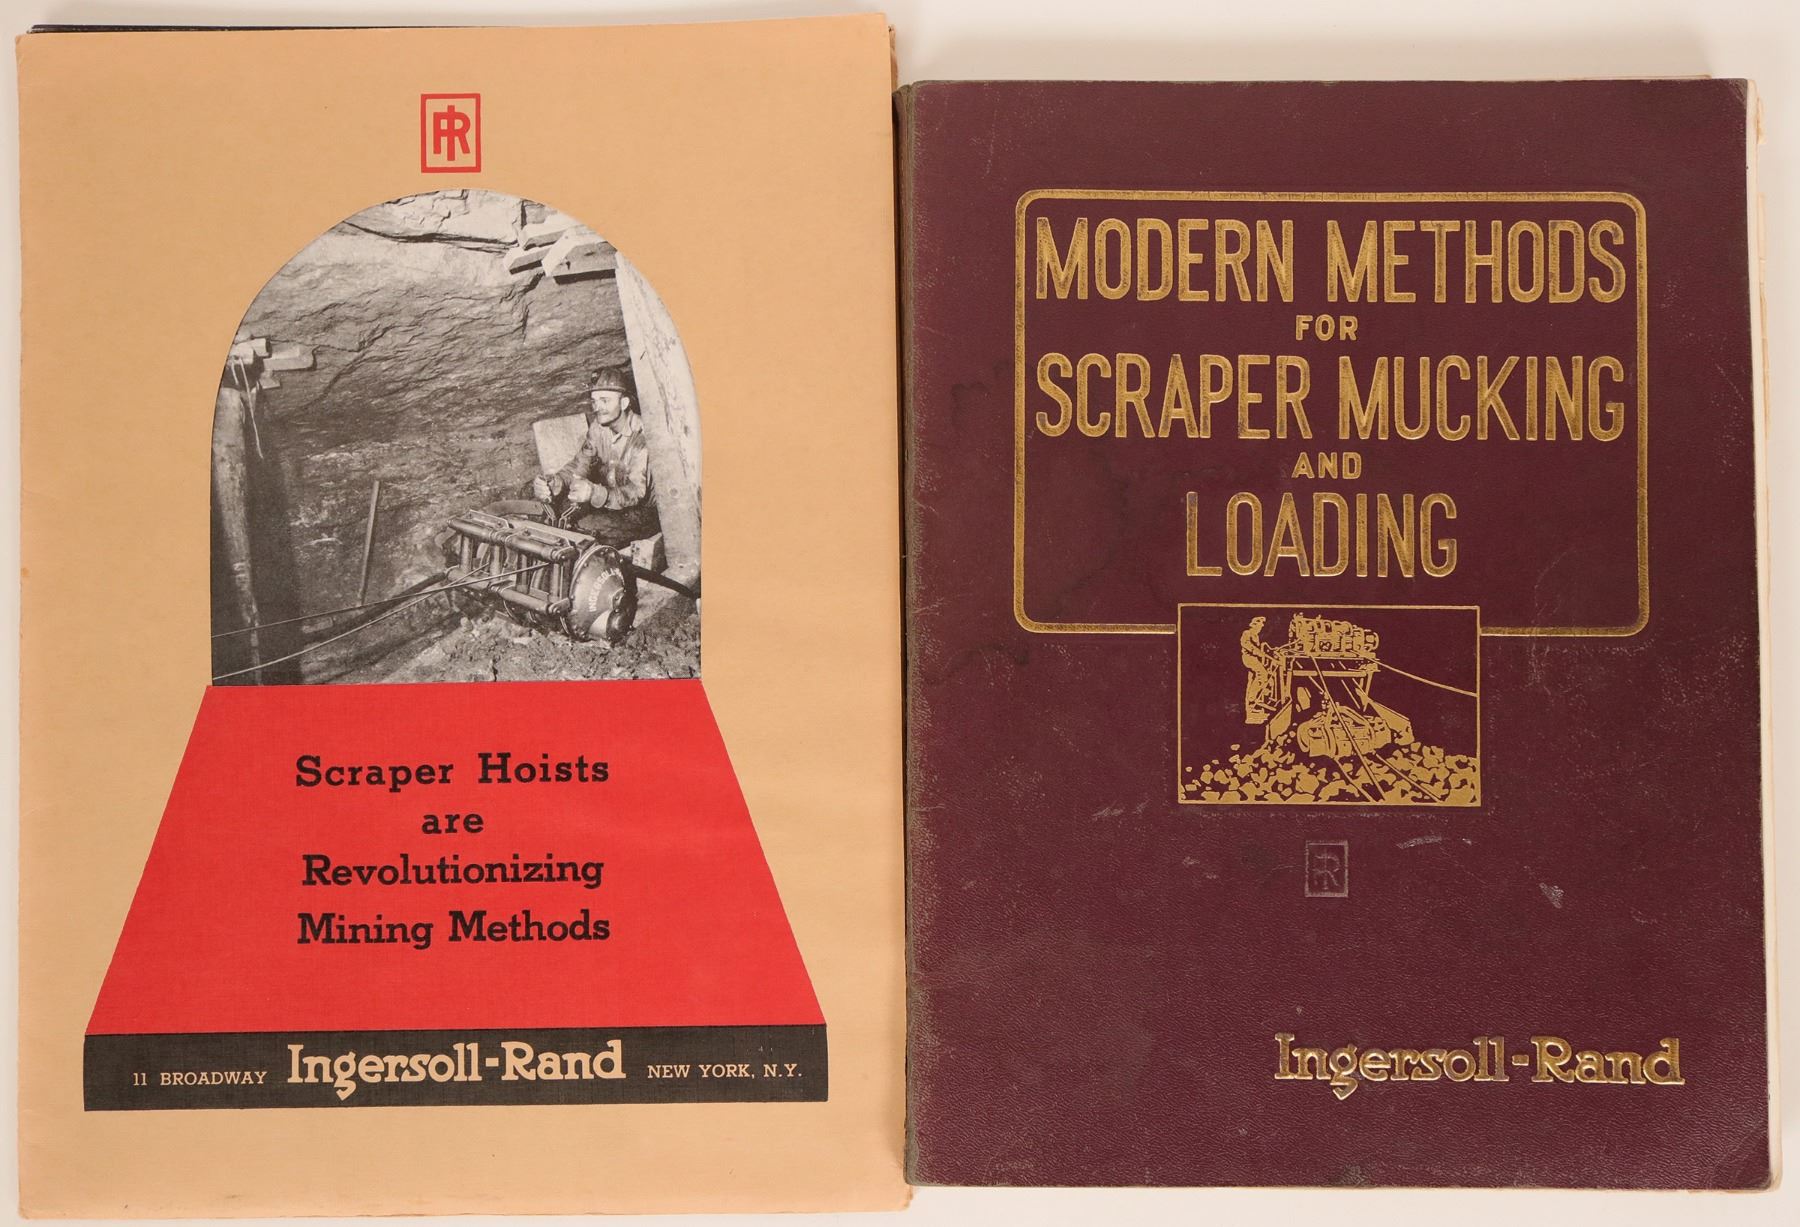 IR
Scraper Hoists
are
Revolutionizing
Mining Methods
11 BROADWAY Ingersoll-Rand NEW YORK, N.Y.
MODERN METHODS
FOR
SCRAPER MUCKING
AND
LOADING
IR
Ingersoll-Rand